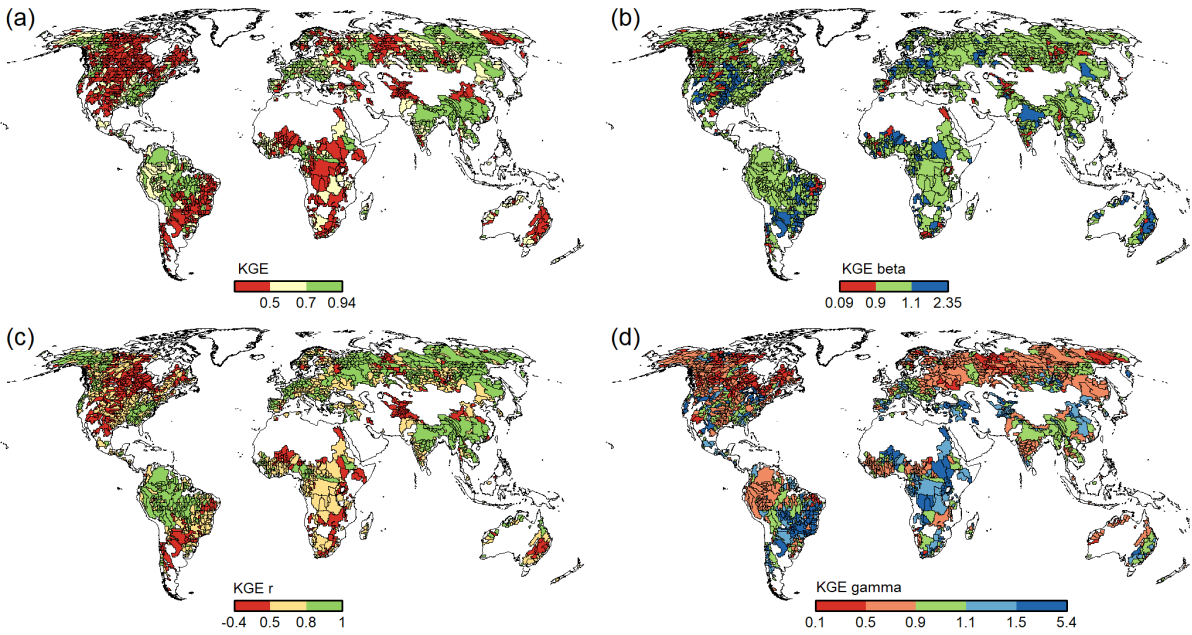 (a)
(b)
KGE
0.5 0.7 0.94
KGE beta
0.09 0.9 1.1 2.35
(c)
(d)
KGE r
-0.4 0.5 0.8 1
KGE gamma
0.1 0.5 0.9 1.1 1.5 5.4